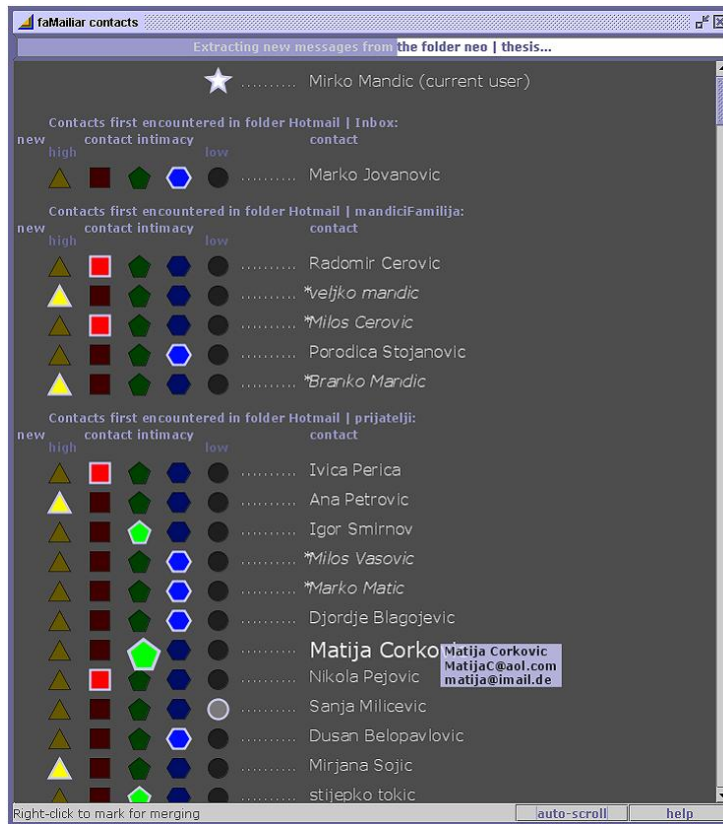 faMailiar contacts
Extracting new messages from the folder neo | thesis...
.......... Mirko Mandic (current user)
Contacts first encountered in folder Hotmail | Inbox:
new contact intimacy contact
high low
.......... Marko Jovanovic
Contacts first encountered in folder Hotmail | mandiciFamilija:
new contact intimacy contact
high low
.......... Radomir Cerovic
.......... *veljko mandic
.......... *Milos Cerovic
.......... Porodica Stojanovic
.......... *Branko Mandic
Contacts first encountered in folder Hotmail | prijatelji:
new contact intimacy contact
high low
.......... Ivica Perica
.......... Ana Petrovic
.......... Igor Smirnov
.......... *Milos Vasovic
.......... *Marko Matic
.......... Djordje Blagojevic
.......... Matija Corko
Matija Corkovic
MatijaC@aol.com
matija@imail.de
.......... Nikola Pejovic
.......... Sanja Milicevic
.......... Dusan Belopavlovic
.......... Mirjana Sojic
.......... stijepko tokic
Right-click to mark for merging auto-scroll help